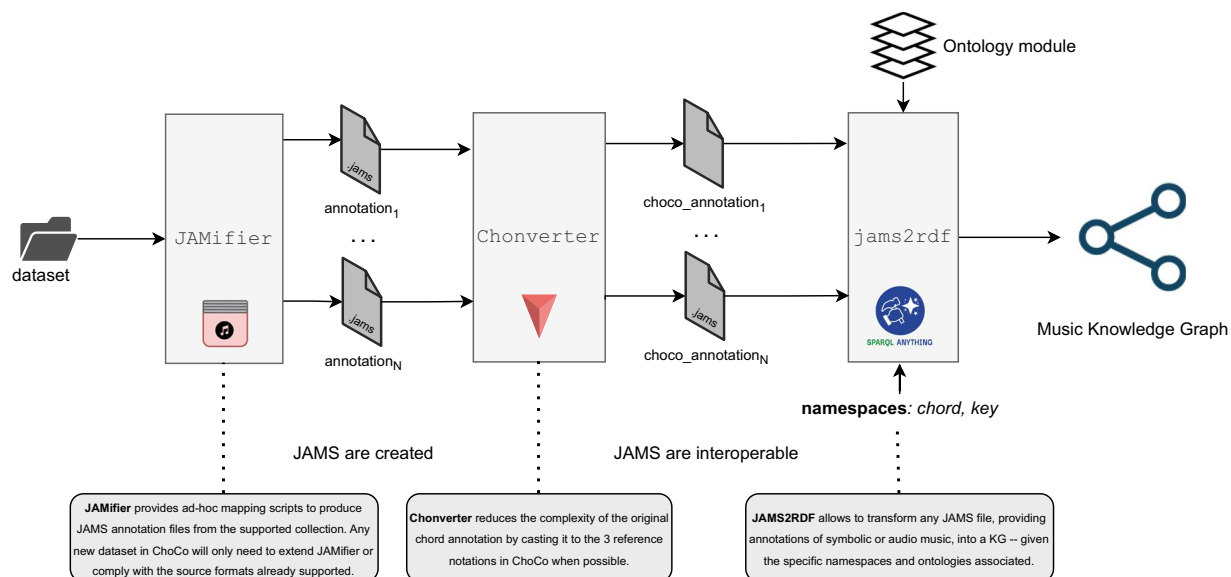 Ontology module
.jams
annotation1
...
choco_annotation1
...
dataset
JAMifier
Chonverter
jams2rdf
.jams
annotationN
choco_annotationN
SPARQL ANYTHING
Music Knowledge Graph
namespaces: chord, key
JAMS are created
JAMS are interoperable
JAMifier provides ad-hoc mapping scripts to produce
JAMS annotation files from the supported collection. Any
new dataset in ChoCo will only need to extend JAMifier or
comply with the source formats already supported.
Chonverter reduces the complexity of the original
chord annotation by casting it to the 3 reference
notations in ChoCo when possible.
JAMS2RDF allows to transform any JAMS file, providing
annotations of symbolic or audio music, into a KG -- given
the specific namespaces and ontologies associated.